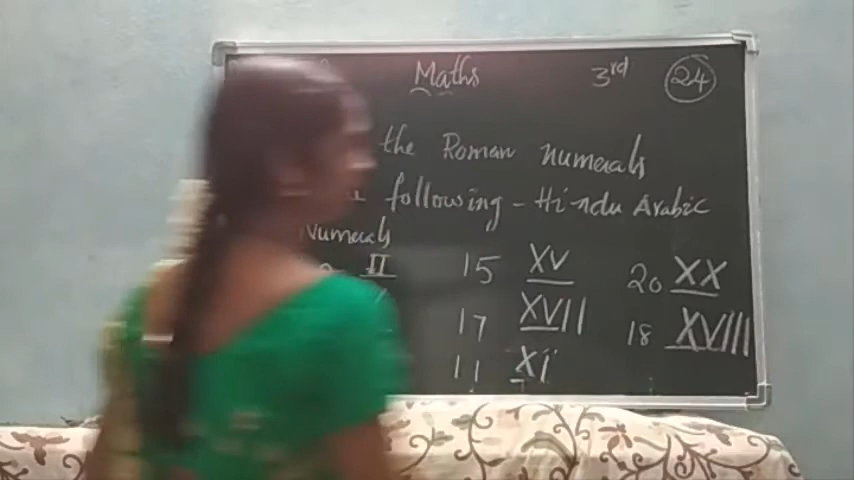 Maths 3rd 24
the Roman numerals
following - Hindu Arabic
Numerals
II 15 XV 20 XX
17 XVII 18 XVIII
11 XI